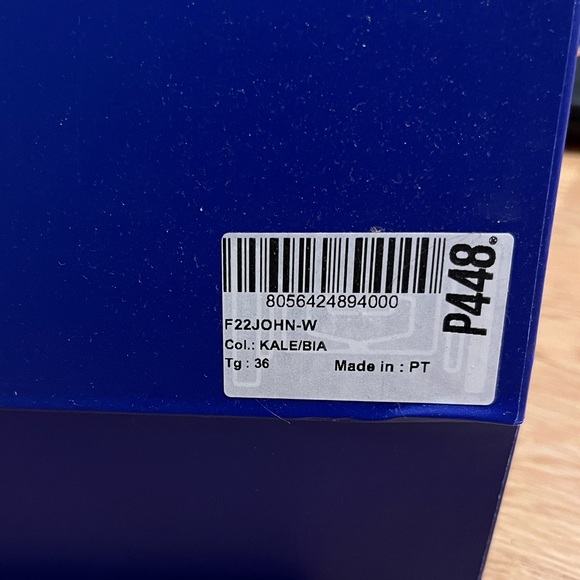 8056424894000
F22JOHN-W
Col.: KALE/BIA
Tg : 36 Made in : PT
P448®